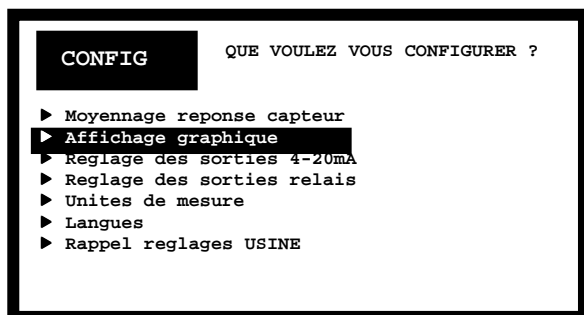 CONFIG
QUE VOULEZ VOUS CONFIGURER ?
Moyennage reponse capteur
Affichage graphique
Reglage des sorties 4-20mA
Reglage des sorties relais
Unites de mesure
Langues
Rappel reglages USINE